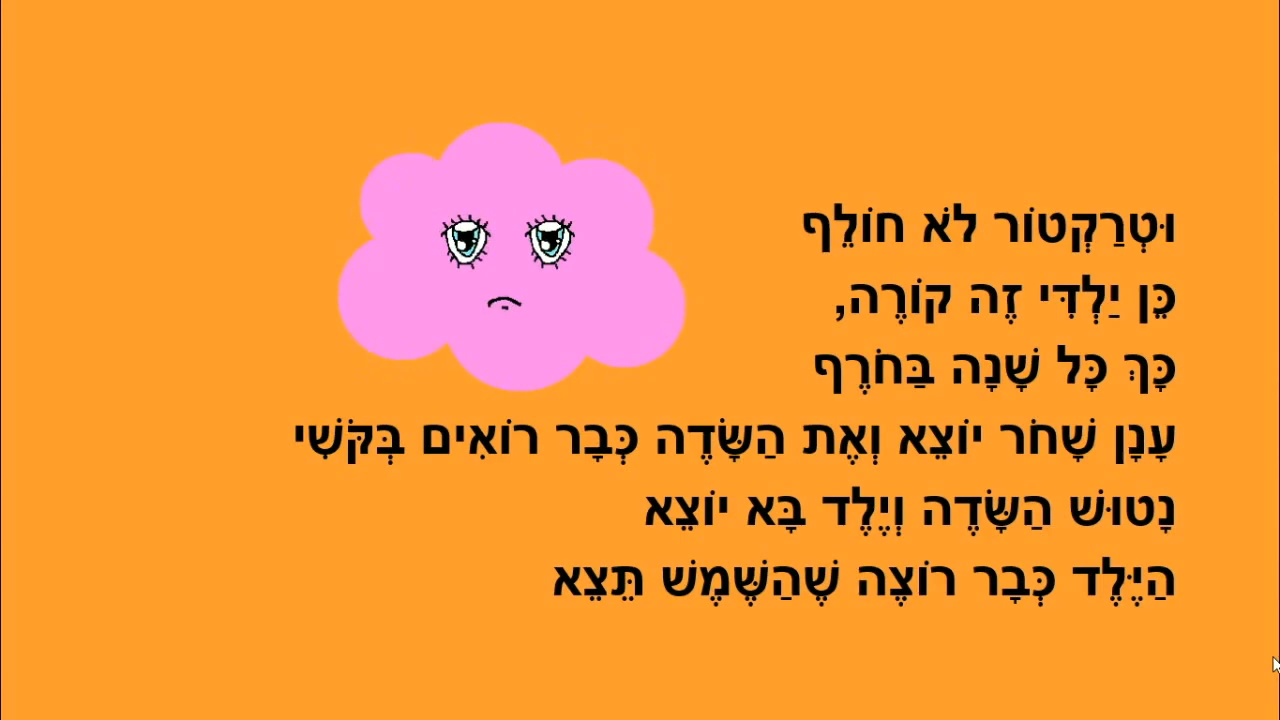 וּטְרַקְטוֹר לֹא חוֹלֵף
כֵּן יַלְדִּי זֶה קוֹרֶה,
כָּךְ כָּל שָׁנָה בַּחֹרֶף
עָנָן שָׁחֹר יוֹצֵא וְאֶת הַשָּׂדֶה כְּבָר רוֹאִים בְּקֹשִׁי
נָטוּשׁ הַשָּׂדֶה וְיֶלֶד בָּא יוֹצֵא
הַיֶּלֶד כְּבָר רוֹצֶה שֶׁהַשֶּׁמֶשׁ תֵּצֵא